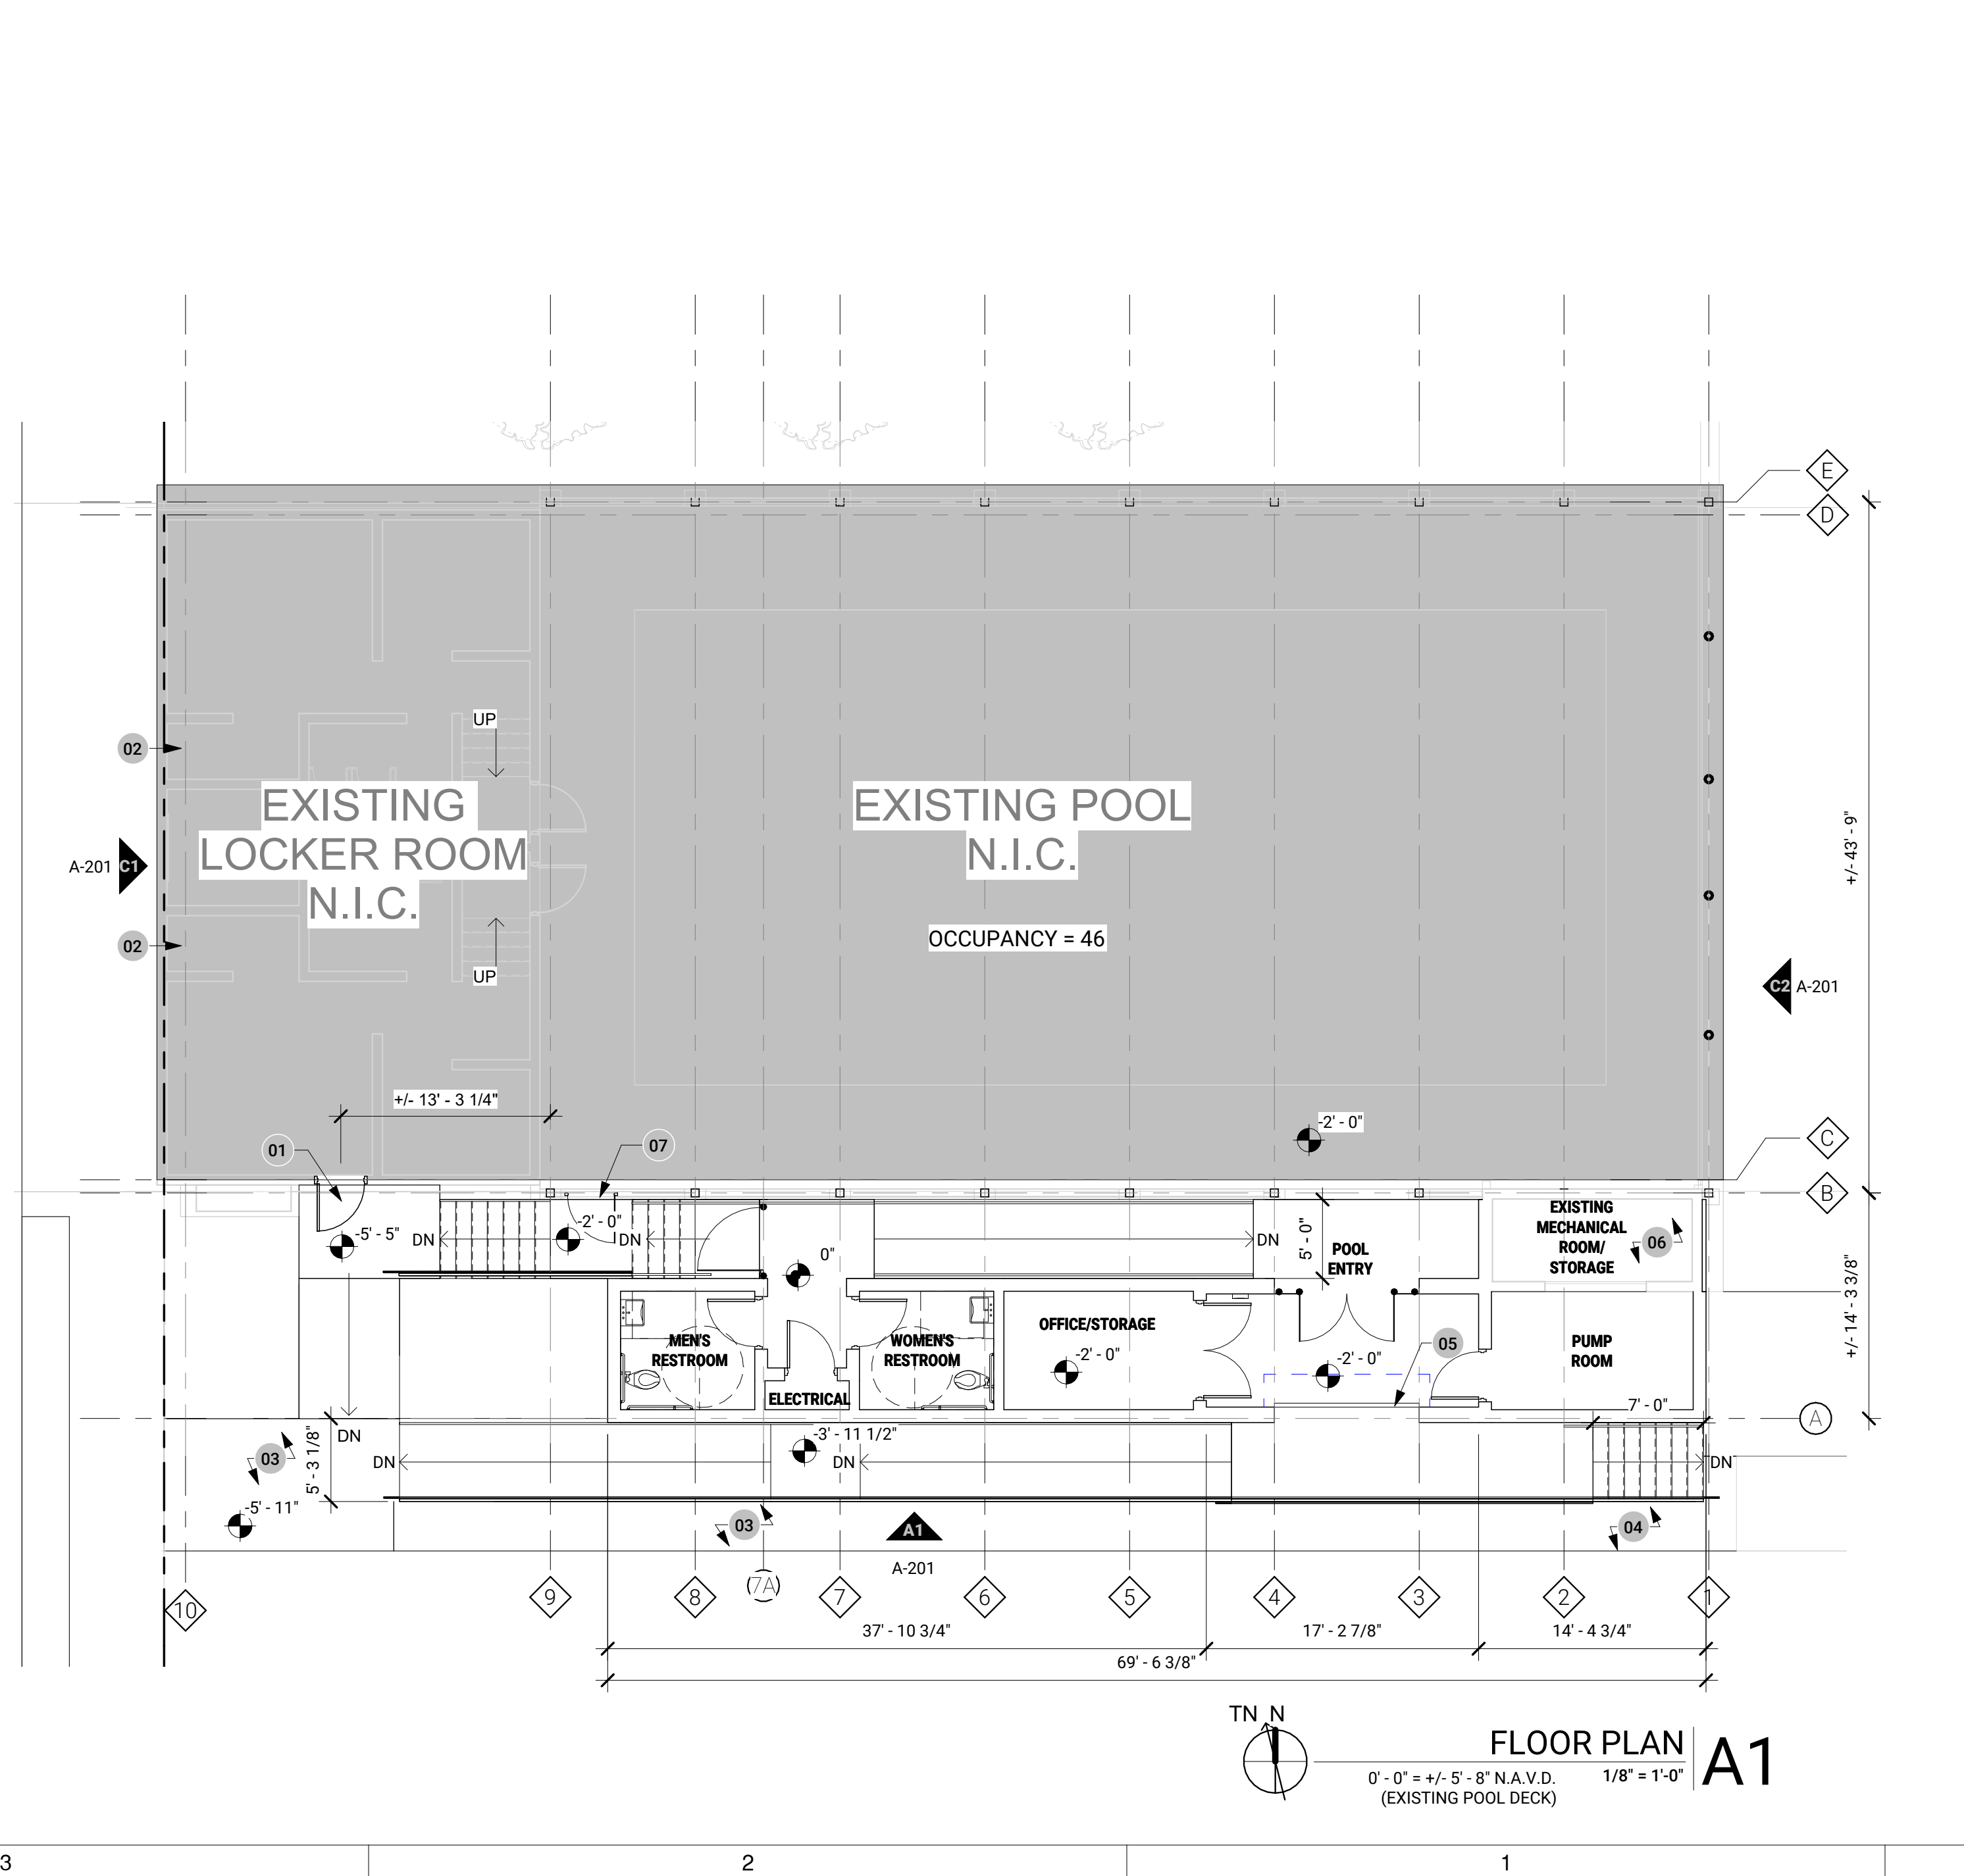 E
D
UP
02
EXISTING
LOCKER ROOM
N.I.C.
EXISTING POOL
N.I.C.
+/- 43' - 9"
A-201
C1
02
OCCUPANCY = 46
UP
C2
A-201
+/- 13' - 3 1/4"
-2' - 0"
01
07
C
B
-5' - 5"
DN
-2' - 0"
DN
0"
DN
5' - 0"
POOL
ENTRY
EXISTING
MECHANICAL
ROOM/
STORAGE
06
+/- 14' - 3 3/8"
MEN'S
RESTROOM
WOMEN'S
RESTROOM
OFFICE/STORAGE
-2' - 0"
-2' - 0"
05
PUMP
ROOM
ELECTRICAL
7' - 0"
A
DN
5' - 3 1/8"
03
-3' - 11 1/2"
DN
DN
DN
-5' - 11"
03
A1
A-201
04
10
9
8
7A
7
6
5
4
3
2
1
37' - 10 3/4"
17' - 2 7/8"
14' - 4 3/4"
69' - 6 3/8"
TN N
FLOOR PLAN
A1
0' - 0" = +/- 5' - 8" N.A.V.D.
1/8" = 1'-0"
(EXISTING POOL DECK)
3
2
1